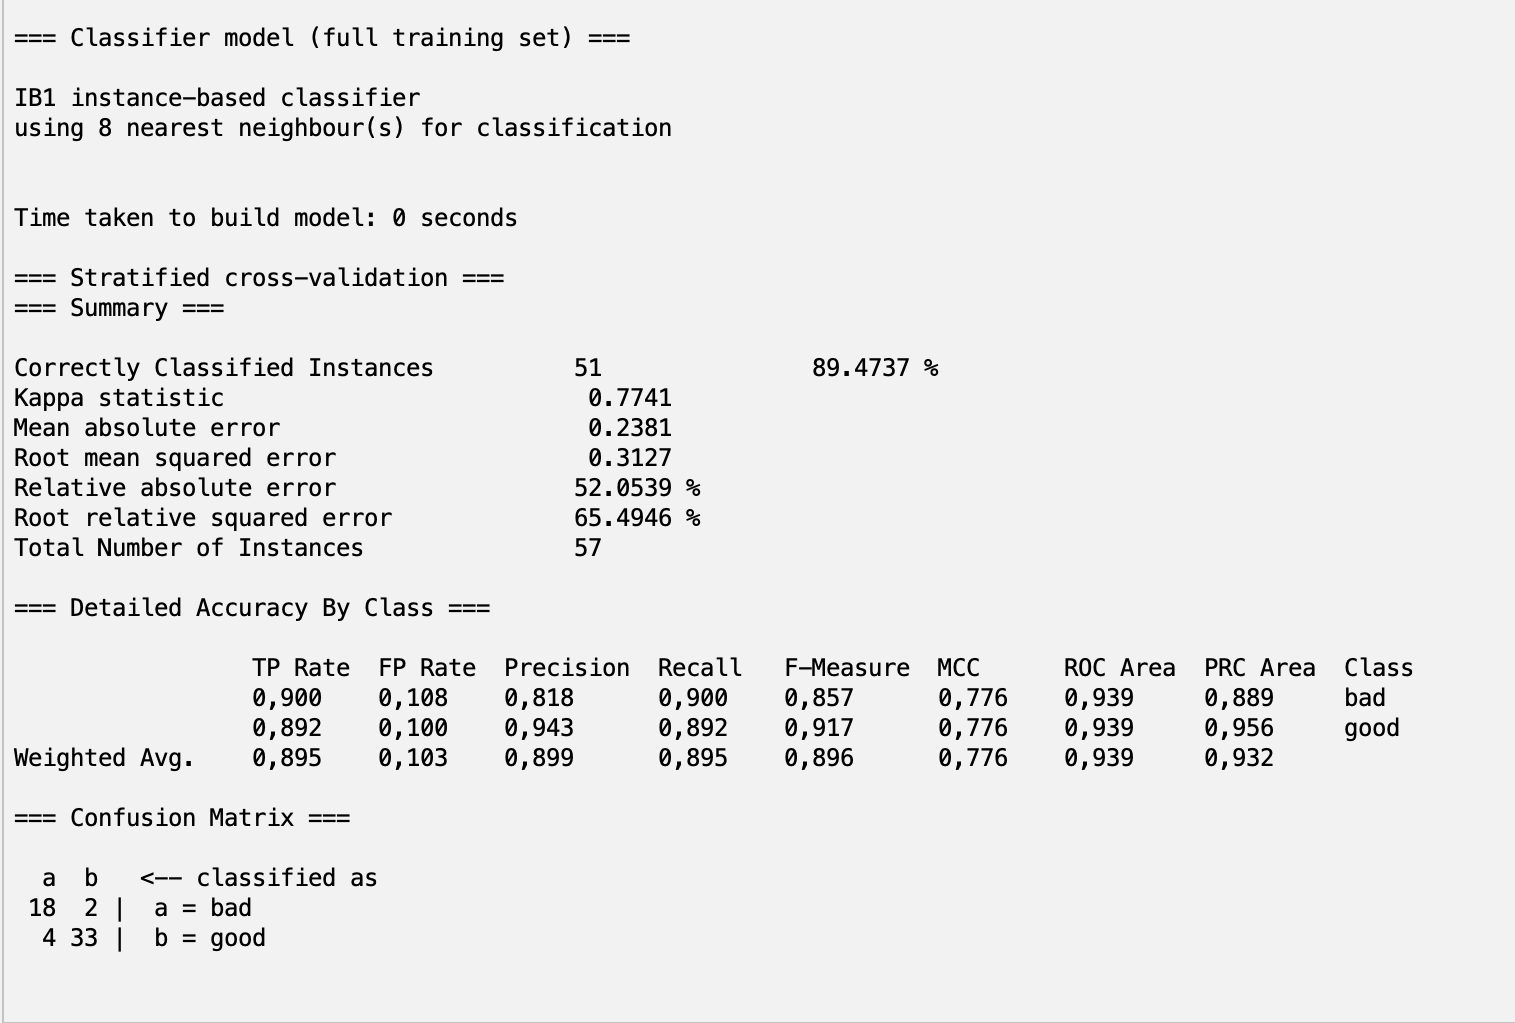 === Classifier model (full training set) ===
IB1 instance-based classifier
using 8 nearest neighbour(s) for classification
Time taken to build model: 0 seconds
=== Stratified cross-validation ===
=== Summary ===
Correctly Classified Instances          51               89.4737 %
Kappa statistic                          0.7741
Mean absolute error                      0.2381
Root mean squared error                  0.3127
Relative absolute error                 52.0539 %
Root relative squared error             65.4946 %
Total Number of Instances               57
=== Detailed Accuracy By Class ===
                 TP Rate  FP Rate  Precision  Recall   F-Measure  MCC      ROC Area  PRC Area  Class
                 0,900    0,108    0,818      0,900    0,857      0,776    0,939     0,889     bad
                 0,892    0,100    0,943      0,892    0,917      0,776    0,939     0,956     good
Weighted Avg.    0,895    0,103    0,899      0,895    0,896      0,776    0,939     0,932
=== Confusion Matrix ===
  a  b   <-- classified as
 18  2 |  a = bad
  4 33 |  b = good